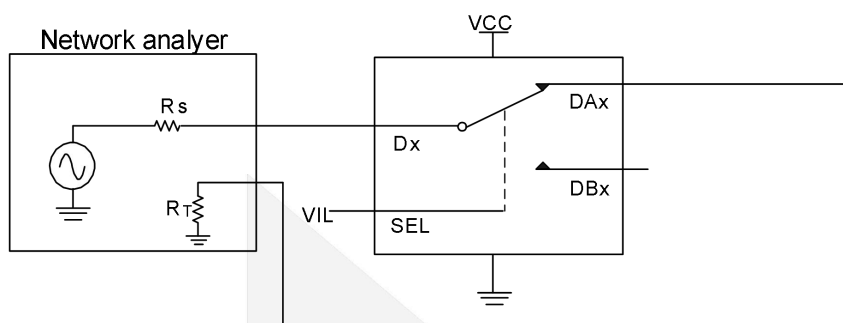 VCC
Network analyer
Rs
DAx
Dx
DBx
RT
VIL
SEL